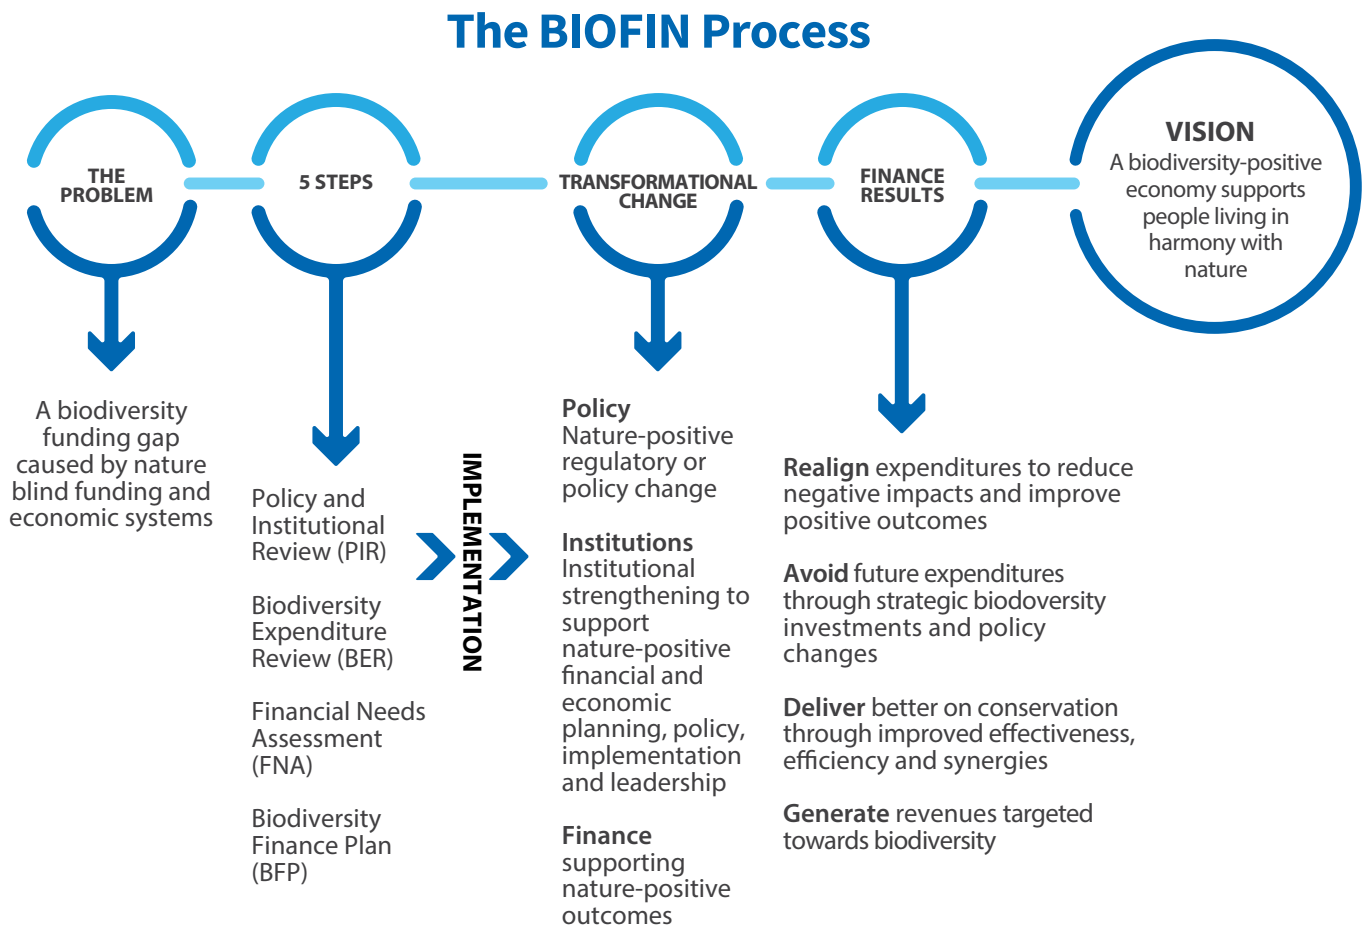 The BIOFIN Process
THE
PROBLEM
5 STEPS
TRANSFORMATIONAL
CHANGE
FINANCE
RESULTS
VISION
A biodiversity-positive
economy supports
people living in
harmony with
nature
A biodiversity
funding gap
caused by nature
blind funding and
economic systems
Policy and
Institutional
Review (PIR)
Biodiversity
Expenditure
Review (BER)
Financial Needs
Assessment
(FNA)
Biodiversity
Finance Plan
(BFP)
IMPLEMENTATION
Policy
Nature-positive
regulatory or
policy change
Institutions
Institutional
strengthening to
support
nature-positive
financial and
economic
planning, policy,
implementation
and leadership
Finance
supporting
nature-positive
outcomes
Realign expenditures to reduce
negative impacts and improve
positive outcomes
Avoid future expenditures
through strategic biodoversity
investments and policy
changes
Deliver better on conservation
through improved effectiveness,
efficiency and synergies
Generate revenues targeted
towards biodiversity